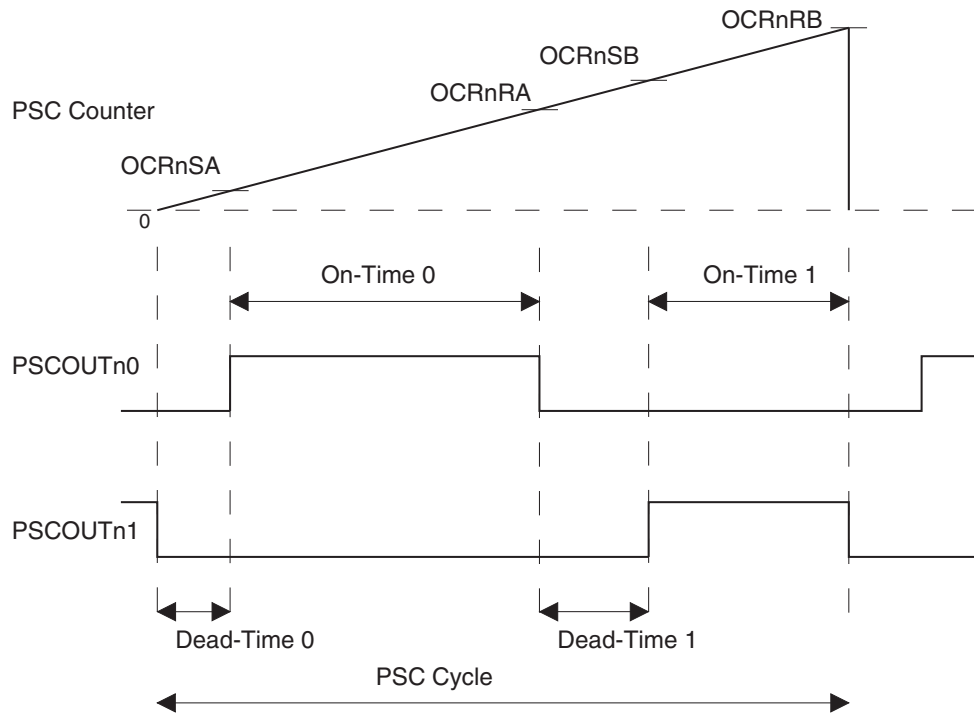 OCRnRB
OCRnSB
OCRnRA
PSC Counter
OCRnSA
0
On-Time 0
On-Time 1
PSCOUTn0
PSCOUTn1
Dead-Time 0
Dead-Time 1
PSC Cycle